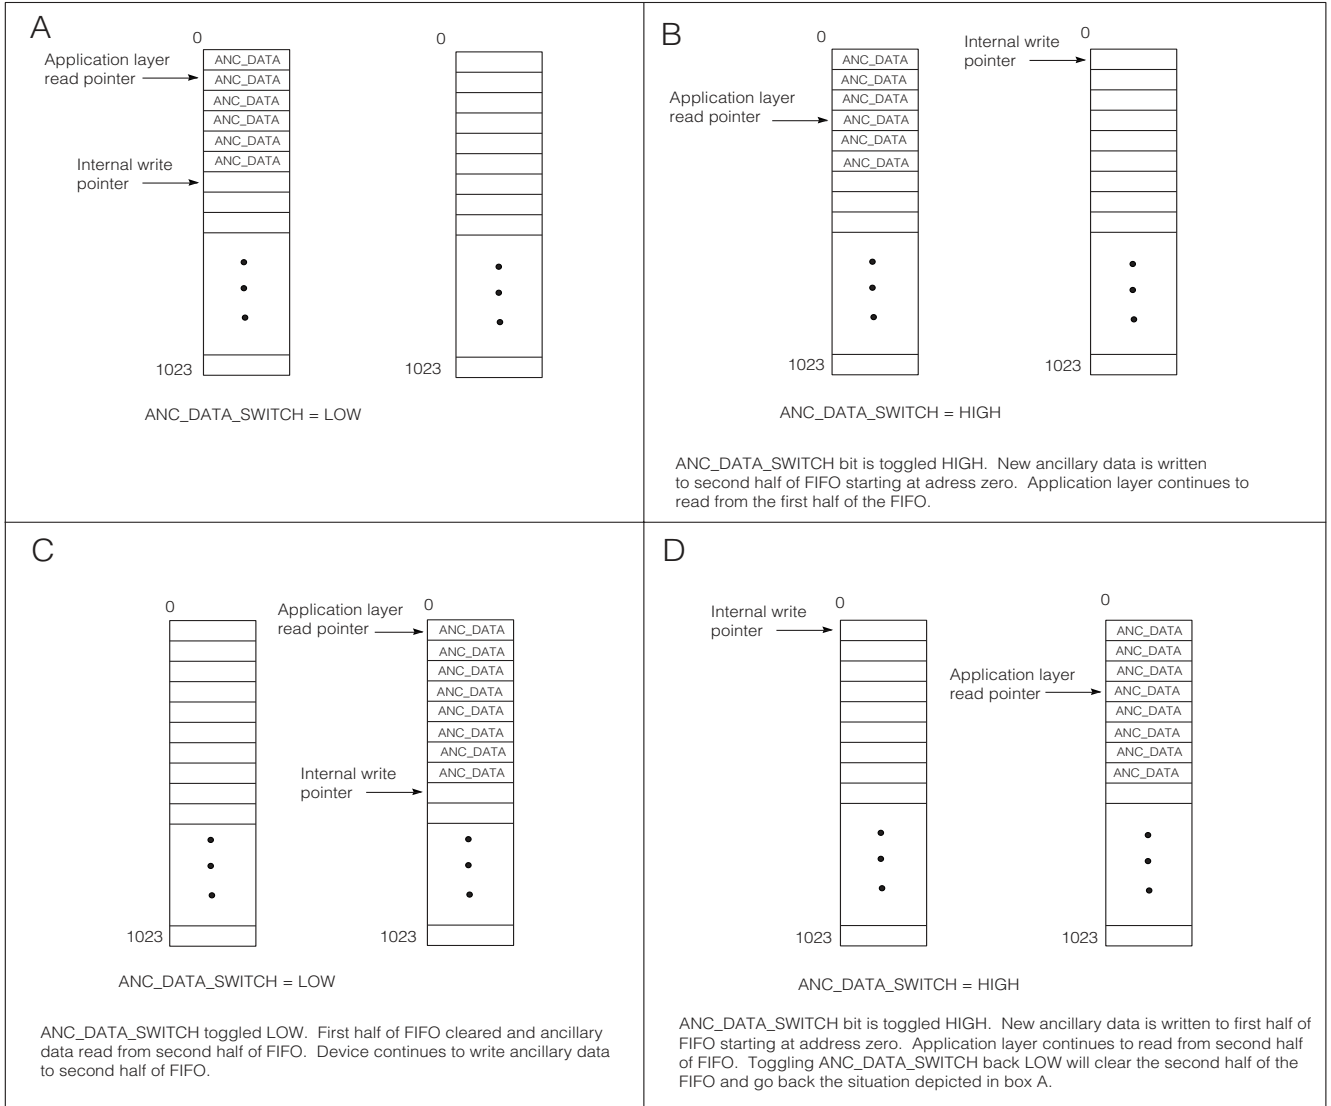 A
0
0
Application layer
read pointer
ANC_DATA
ANC_DATA
ANC_DATA
ANC_DATA
ANC_DATA
ANC_DATA
Internal write
pointer
1023
1023
ANC_DATA_SWITCH = LOW
B
0
0
Internal write
pointer
Application layer
read pointer
ANC_DATA
ANC_DATA
ANC_DATA
ANC_DATA
ANC_DATA
ANC_DATA
1023
1023
ANC_DATA_SWITCH = HIGH
ANC_DATA_SWITCH bit is toggled HIGH. New ancillary data is written
to second half of FIFO starting at adress zero. Application layer continues to
read from the first half of the FIFO.
C
0
0
Application layer
read pointer
ANC_DATA
ANC_DATA
ANC_DATA
ANC_DATA
ANC_DATA
ANC_DATA
ANC_DATA
ANC_DATA
Internal write
pointer
1023
1023
ANC_DATA_SWITCH = LOW
ANC_DATA_SWITCH toggled LOW. First half of FIFO cleared and ancillary
data read from second half of FIFO. Device continues to write ancillary data
to second half of FIFO.
D
0
0
Internal write
pointer
Application layer
read pointer
ANC_DATA
ANC_DATA
ANC_DATA
ANC_DATA
ANC_DATA
ANC_DATA
ANC_DATA
ANC_DATA
1023
1023
ANC_DATA_SWITCH = HIGH
ANC_DATA_SWITCH bit is toggled HIGH. New ancillary data is written to first half of
FIFO starting at address zero. Application layer continues to read from second half
of FIFO. Toggling ANC_DATA_SWITCH back LOW will clear the second half of the
FIFO and go back the situation depicted in box A.